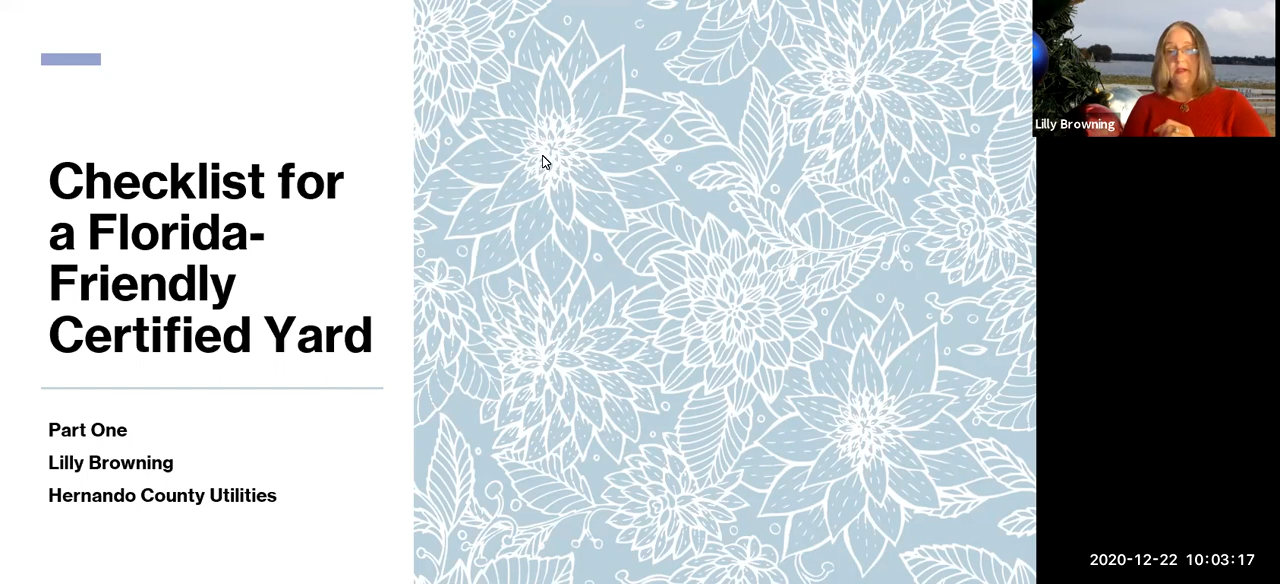 Checklist for
a Florida-
Friendly
Certified Yard
Part One
Lilly Browning
Hernando County Utilities
Lilly Browning
2020-12-22 10:03:17